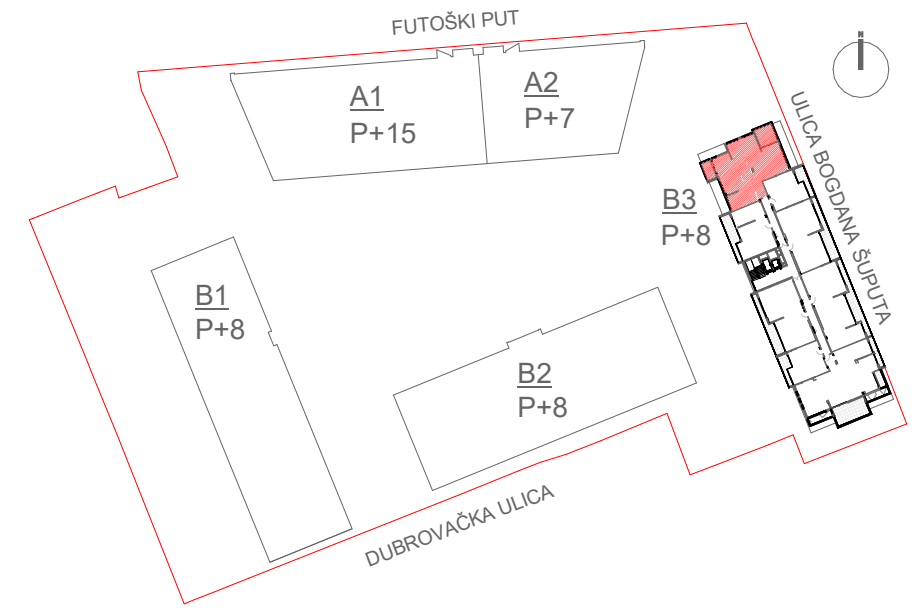 FUTOŠKI PUT
N
A1
P+15
A2
P+7
ULICA BOGDANA ŠUPUTA
B3
P+8
B1
P+8
B2
P+8
DUBROVAČKA ULICA